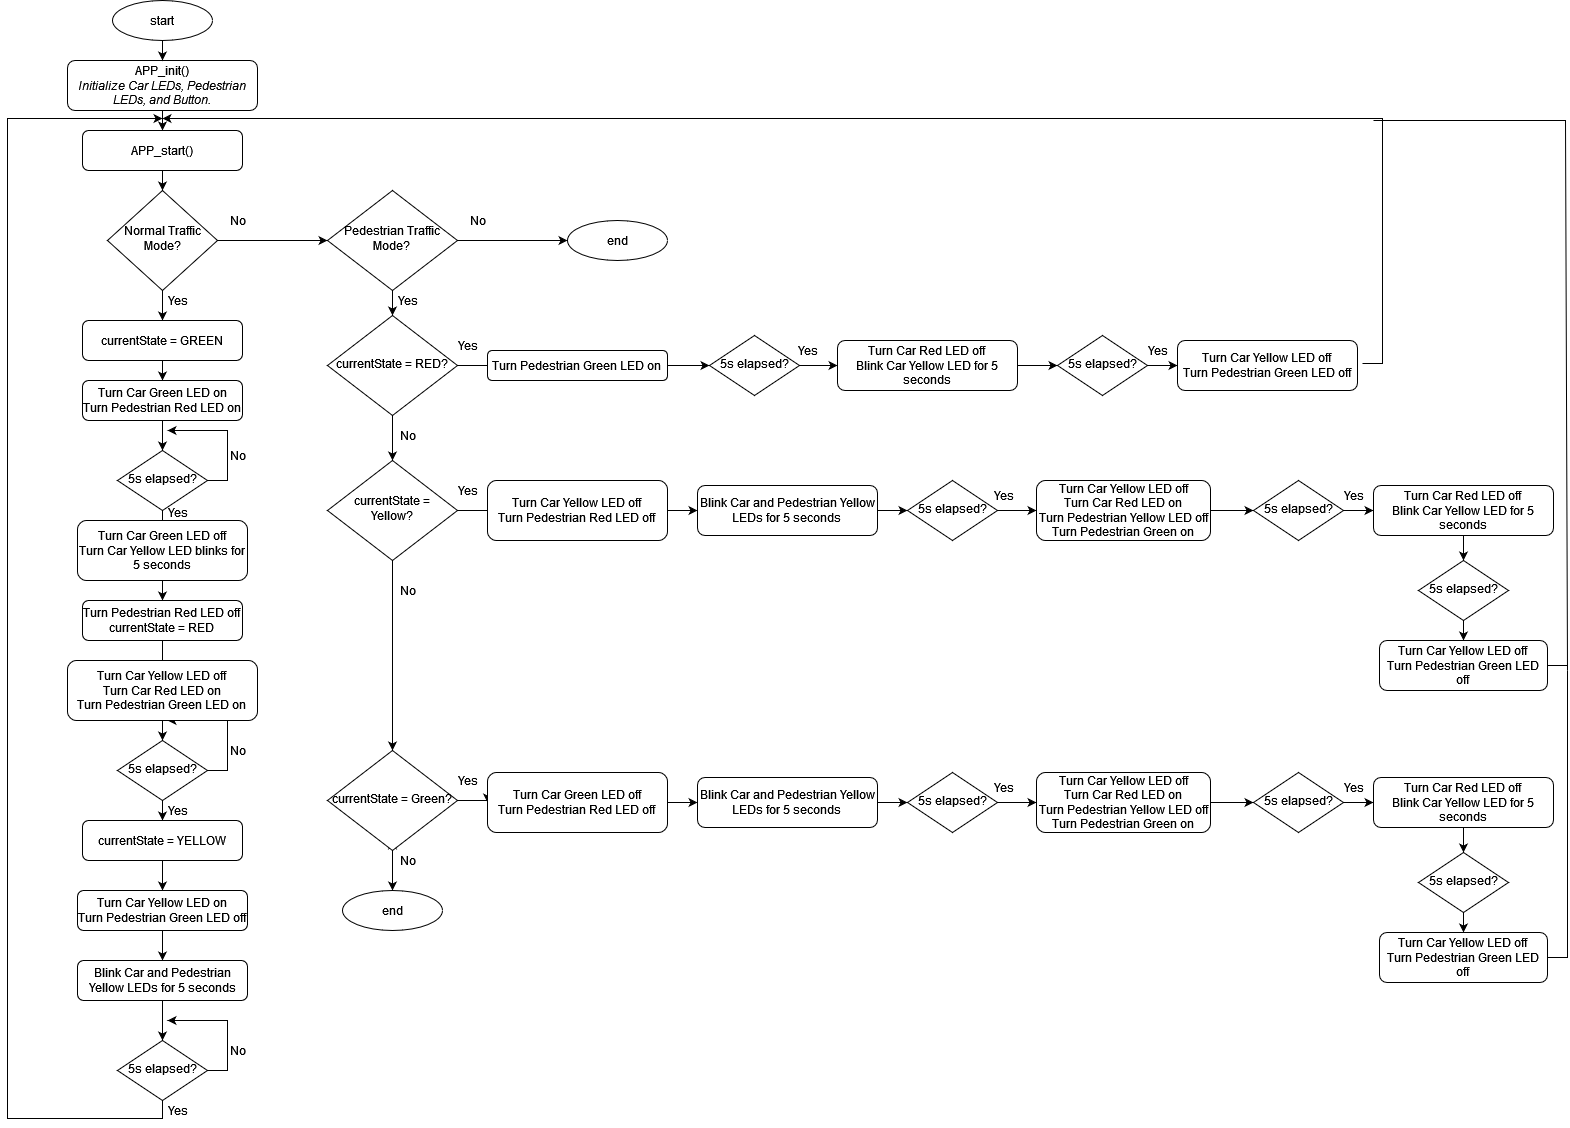 start
APP_init()
Initialize Car LEDs, Pedestrian
LEDs, and Button.
APP_start()
Normal Traffic
Mode?
No
Pedestrian Traffic
Mode?
No
end
Yes
Yes
currentState = GREEN
currentState = RED?
Yes
Turn Pedestrian Green LED on
5s elapsed?
Yes
Turn Car Red LED off
Blink Car Yellow LED for 5
seconds
5s elapsed?
Yes
Turn Car Yellow LED off
Turn Pedestrian Green LED off
Turn Car Green LED on
Turn Pedestrian Red LED on
No
5s elapsed?
No
Yes
currentState =
Yellow?
Yes
Turn Car Yellow LED off
Turn Pedestrian Red LED off
Blink Car and Pedestrian Yellow
LEDs for 5 seconds
5s elapsed?
Yes
Turn Car Yellow LED off
Turn Car Red LED on
Turn Pedestrian Yellow LED off
Turn Pedestrian Green on
5s elapsed?
Yes
Turn Car Red LED off
Blink Car Yellow LED for 5
seconds
5s elapsed?
Turn Car Yellow LED off
Turn Pedestrian Green LED
off
Turn Car Green LED off
Turn Car Yellow LED blinks for
5 seconds
No
Turn Pedestrian Red LED off
currentState = RED
Turn Car Yellow LED off
Turn Car Red LED on
Turn Pedestrian Green LED on
No
5s elapsed?
Yes
currentState = Green?
Yes
Turn Car Green LED off
Turn Pedestrian Red LED off
Blink Car and Pedestrian Yellow
LEDs for 5 seconds
5s elapsed?
Yes
Turn Car Yellow LED off
Turn Car Red LED on
Turn Pedestrian Yellow LED off
Turn Pedestrian Green on
5s elapsed?
Yes
Turn Car Red LED off
Blink Car Yellow LED for 5
seconds
5s elapsed?
Turn Car Yellow LED off
Turn Pedestrian Green LED
off
currentState = YELLOW
No
end
Turn Car Yellow LED on
Turn Pedestrian Green LED off
Blink Car and Pedestrian
Yellow LEDs for 5 seconds
No
5s elapsed?
Yes